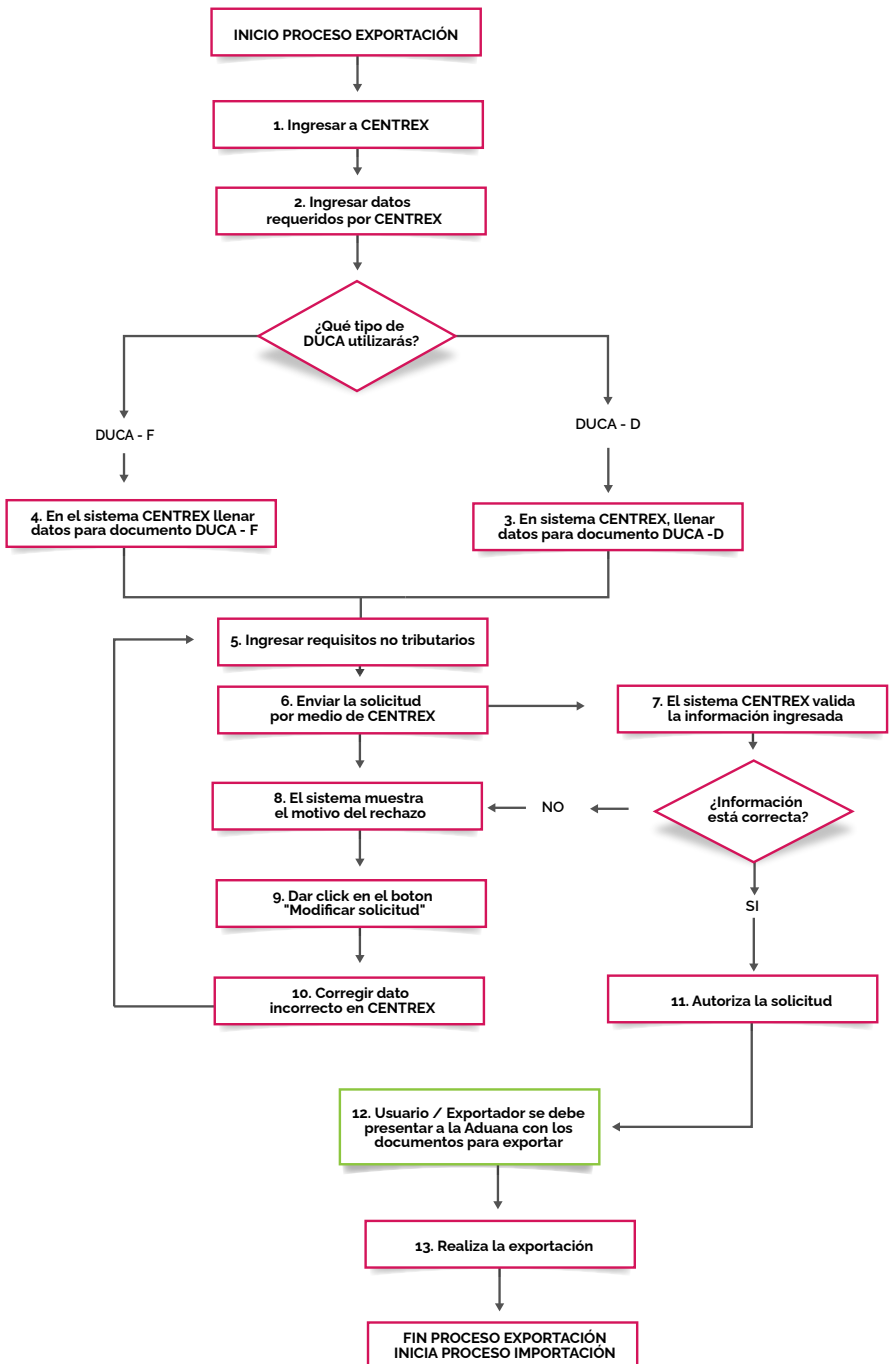 INICIO PROCESO EXPORTACIÓN
1. Ingresar a CENTREX
2. Ingresar datos
requeridos por CENTREX
¿Qué tipo de
DUCA utilizarás?
DUCA - F
DUCA - D
4. En el sistema CENTREX llenar
datos para documento DUCA - F
3. En sistema CENTREX, llenar
datos para documento DUCA -D
5. Ingresar requisitos no tributarios
6. Enviar la solicitud
por medio de CENTREX
7. El sistema CENTREX valida
la información ingresada
8. El sistema muestra
el motivo del rechazo
NO
¿Información
está correcta?
9. Dar click en el boton
"Modificar solicitud"
SI
10. Corregir dato
incorrecto en CENTREX
11. Autoriza la solicitud
12. Usuario / Exportador se debe
presentar a la Aduana con los
documentos para exportar
13. Realiza la exportación
FIN PROCESO EXPORTACIÓN
INICIA PROCESO IMPORTACIÓN